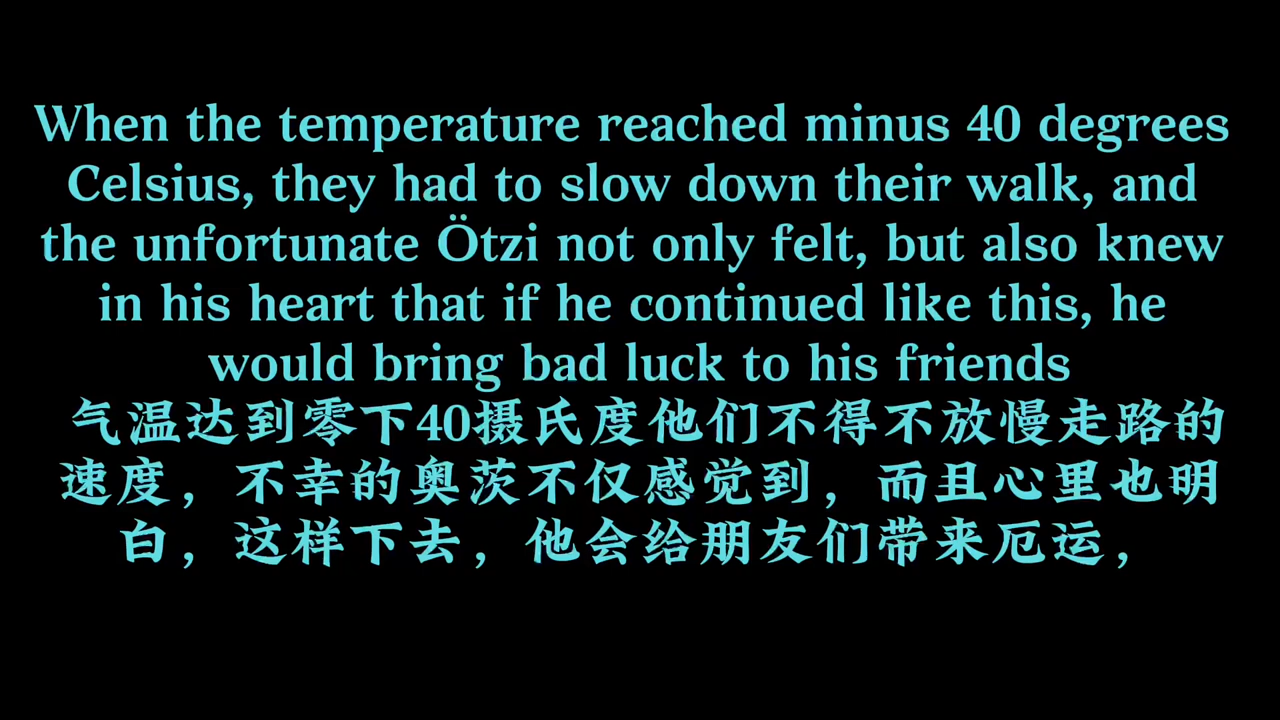 When the temperature reached minus 40 degrees
Celsius, they had to slow down their walk, and
the unfortunate Ötzi not only felt, but also knew
in his heart that if he continued like this, he
would bring bad luck to his friends
气温达到零下40摄氏度他们不得不放慢走路的
速度，不幸的奥茨不仅感觉到，而且心里也明
白，这样下去，他会给朋友们带来厄运，